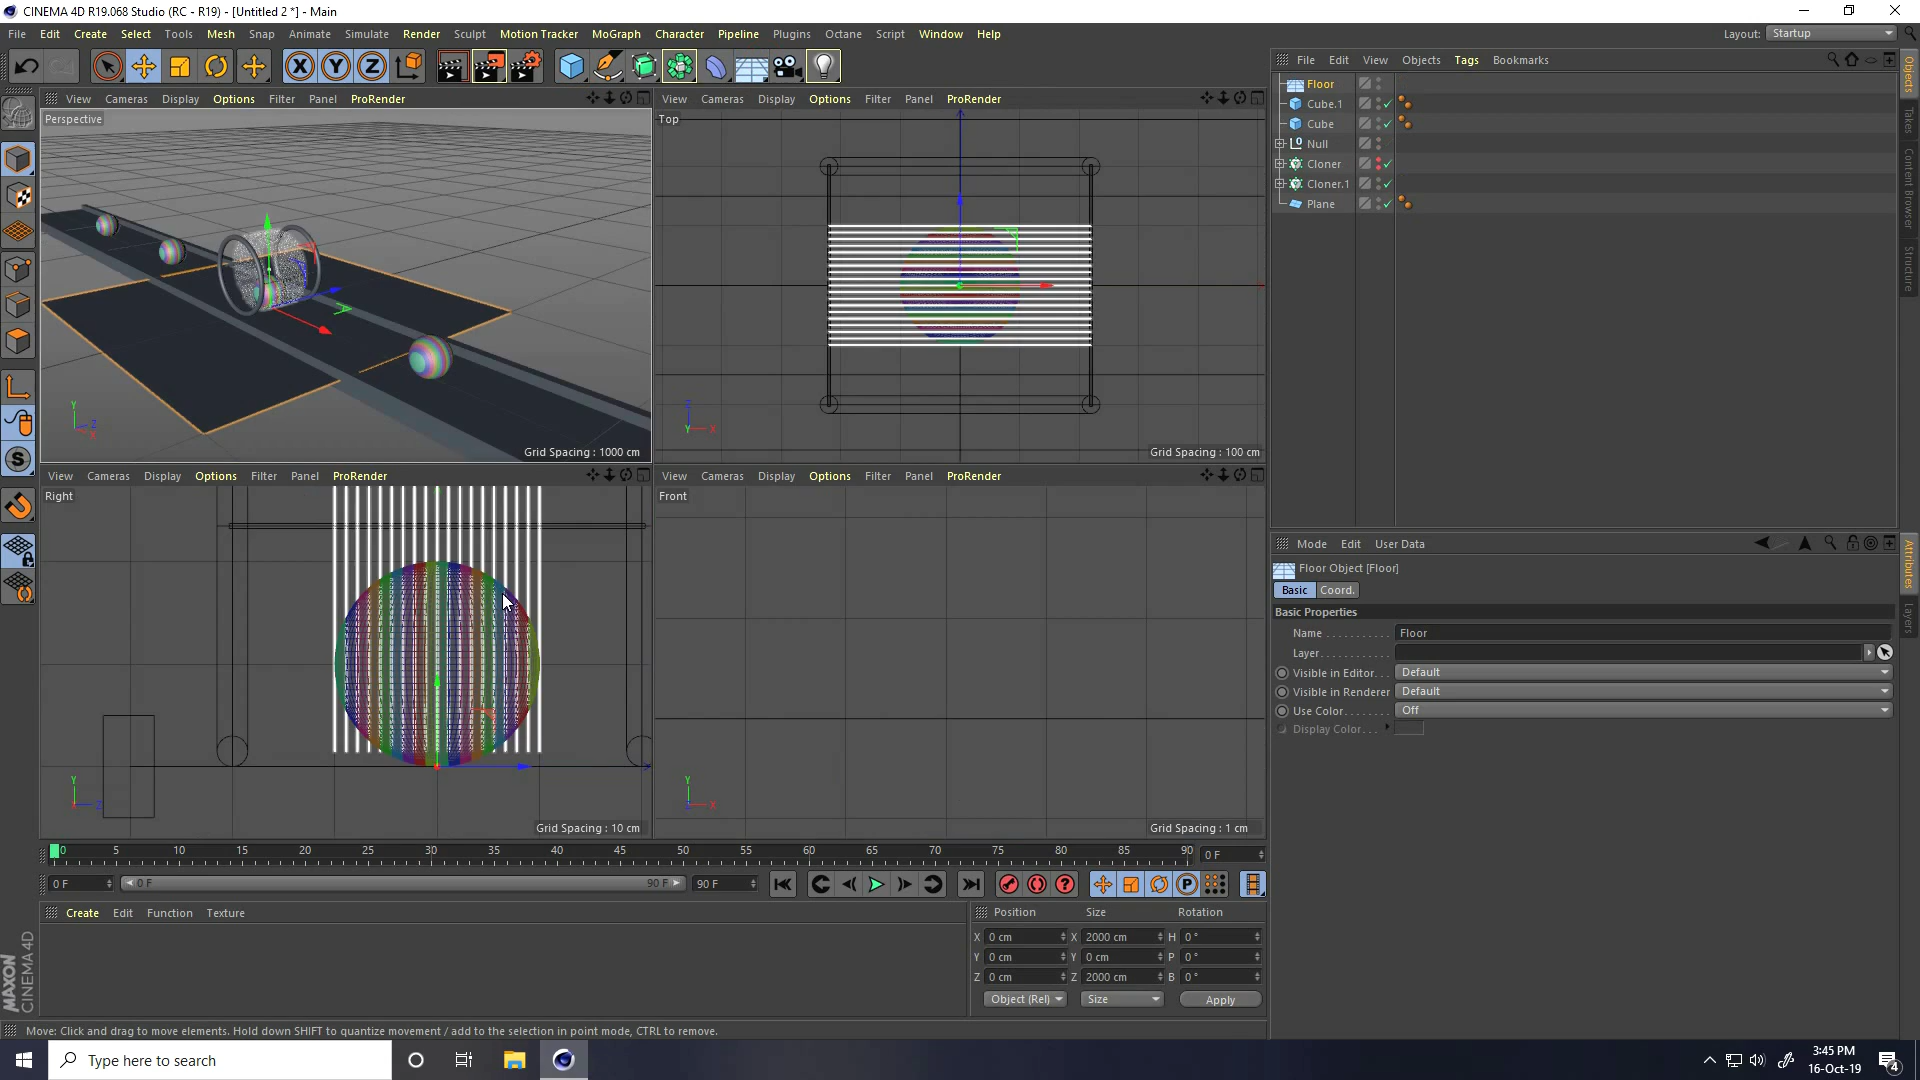 CINEMA 4D R19.068 Studio (RC - R19) - [Untitled 2 *] - Main
File Edit Create Select Tools Mesh Snap Animate Simulate Render Sculpt Motion Tracker MoGraph Character Pipeline Plugins Octane Script Window Help
Layout: Startup
View Cameras Display Options Filter Panel ProRender
Perspective
Grid Spacing : 1000 cm
View Cameras Display Options Filter Panel ProRender
Top
Grid Spacing : 100 cm
View Cameras Display Options Filter Panel ProRender
Right
Grid Spacing : 10 cm
View Cameras Display Options Filter Panel ProRender
Front
Grid Spacing : 1 cm
File Edit View Objects Tags Bookmarks
Floor
Cube.1
Cube
Null
Cloner
Cloner.1
Plane
Objects
Takes
Content Browser
Structure
Mode Edit User Data
Floor Object [Floor]
Basic Coord.
Basic Properties
Name Floor
Layer
Visible in Editor Default
Visible in Renderer Default
Use Color Off
Display Color
Attributes
Layers
0 5 10 15 20 25 30 35 40 45 50 55 60 65 70 75 80 85 90 0 F
0 F 0 F 90 F 90 F
Create Edit Function Texture
Position Size Rotation
X 0 cm X 2000 cm H 0 °
Y 0 cm Y 0 cm P 0 °
Z 0 cm Z 2000 cm B 0 °
Object (Rel) Size Apply
MAXON
CINEMA 4D
Move: Click and drag to move elements. Hold down SHIFT to quantize movement / add to the selection in point mode, CTRL to remove.
Type here to search
3:45 PM
16-Oct-19
4